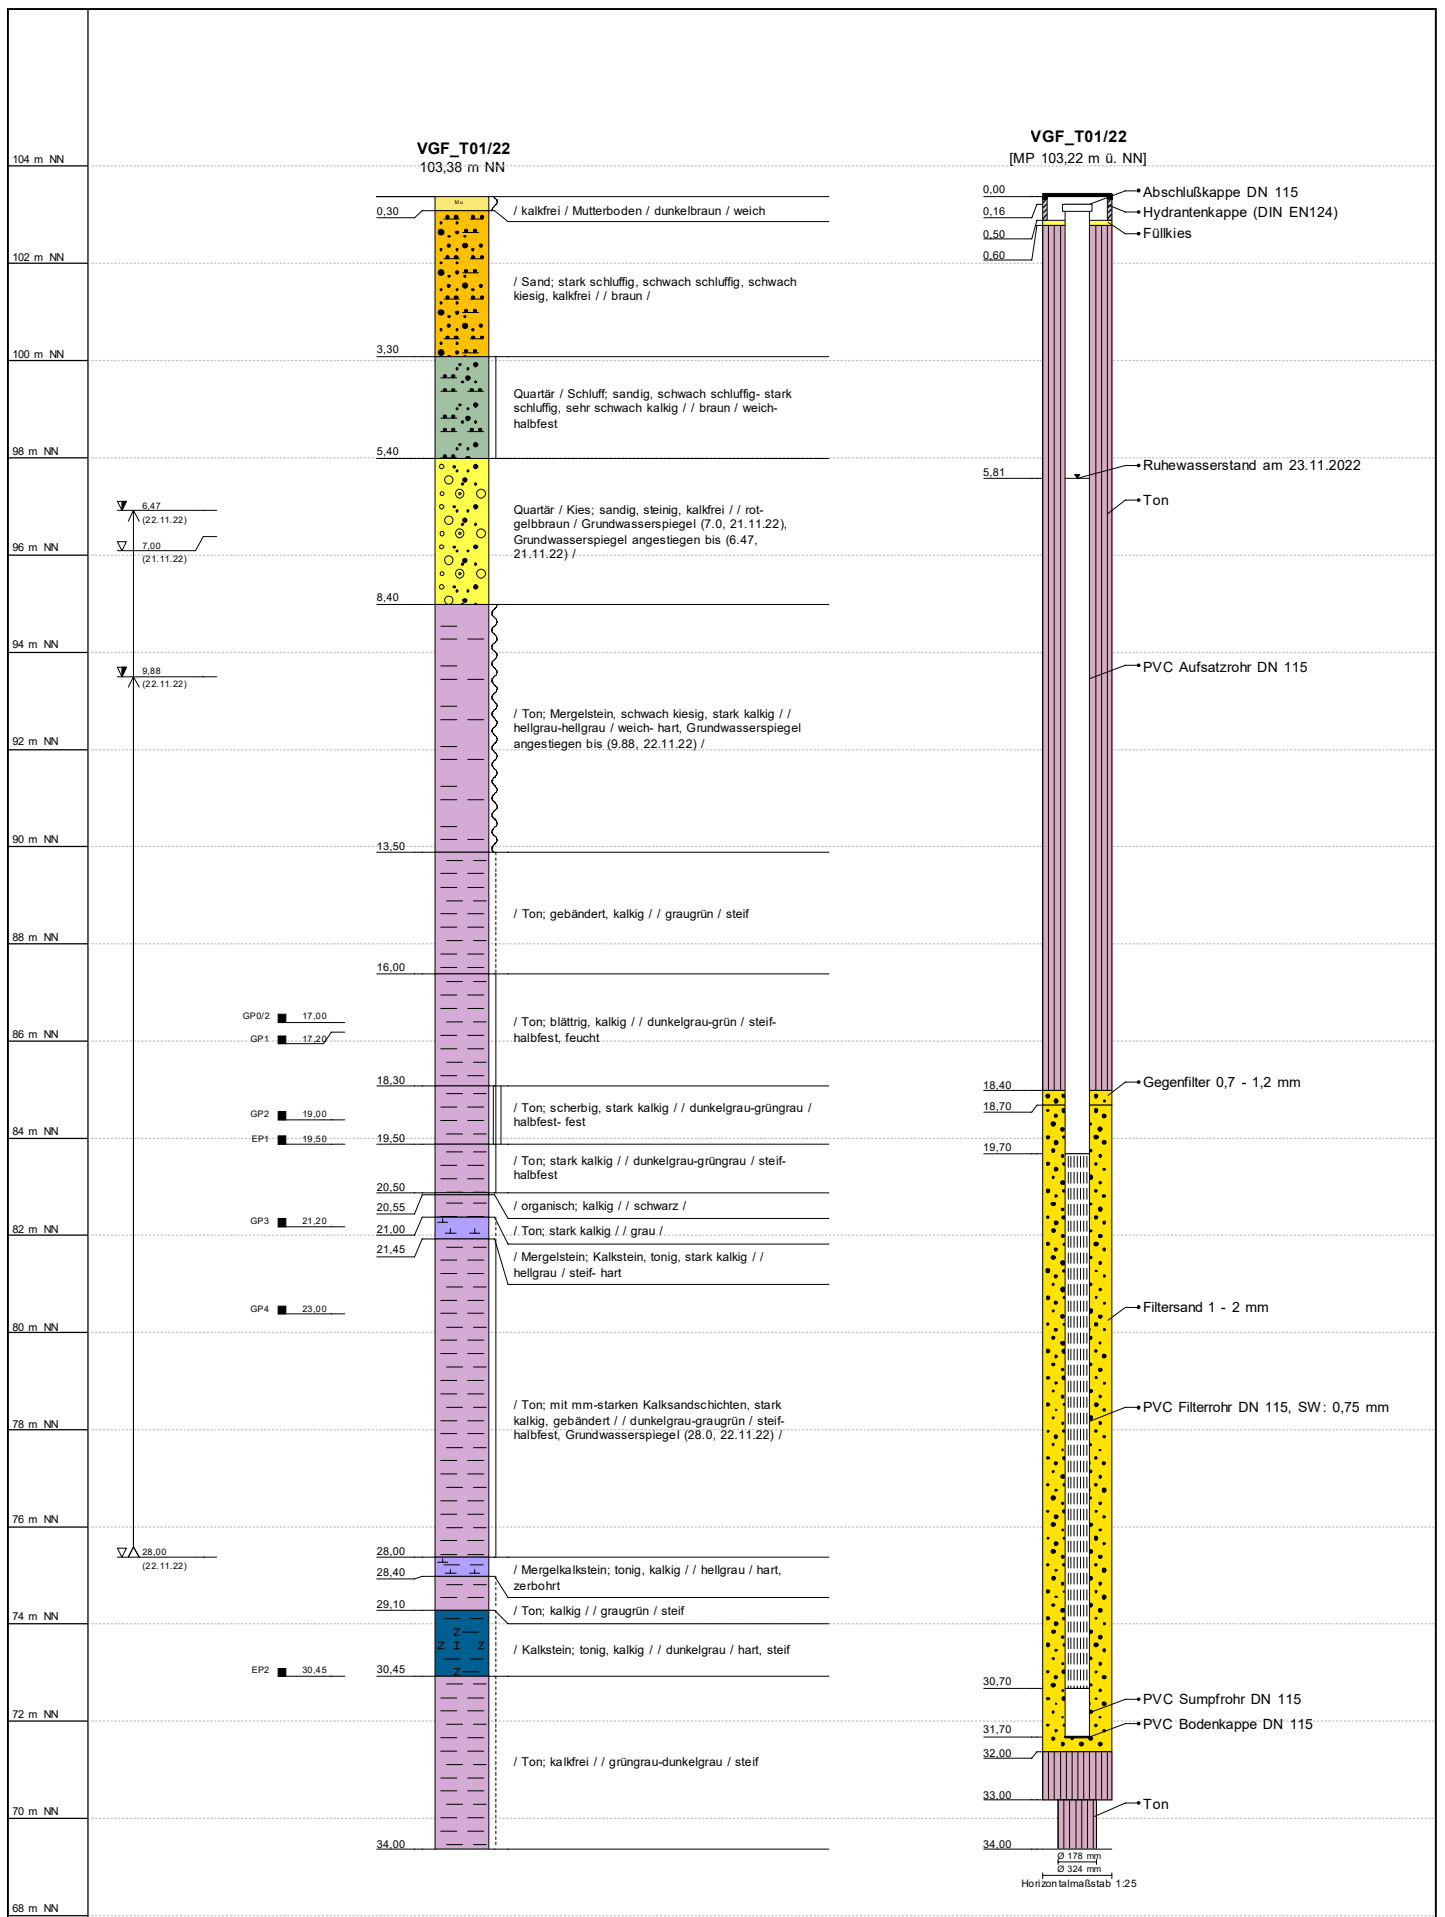 104 m NN
102 m NN
100 m NN
98 m NN
96 m NN
94 m NN
92 m NN
90 m NN
88 m NN
86 m NN
84 m NN
82 m NN
80 m NN
78 m NN
76 m NN
74 m NN
72 m NN
70 m NN
68 m NN
6,47
(22.11.22)
7,00
(21.11.22)
9,88
(22.11.22)
28,00
(22.11.22)
GP0/2 17,00
GP1 17,20
GP2 19,00
EP1 19,50
GP3 21,20
GP4 23,00
EP2 30,45
VGF_T01/22
103,38 m NN
Mu
0,30
/ kalkfrei / Mutterboden / dunkelbraun / weich
/ Sand; stark schluffig, schwach schluffig, schwach
kiesig, kalkfrei / / braun /
3,30
Quartär / Schluff; sandig, schwach schluffig- stark
schluffig, sehr schwach kalkig / / braun / weich-
halbfest
5,40
Quartär / Kies; sandig, steinig, kalkfrei / / rot-
gelbbraun / Grundwasserspiegel (7.0, 21.11.22),
Grundwasserspiegel angestiegen bis (6.47,
21.11.22) /
8,40
/ Ton; Mergelstein, schwach kiesig, stark kalkig / /
hellgrau-hellgrau / weich- hart, Grundwasserspiegel
angestiegen bis (9.88, 22.11.22) /
13,50
/ Ton; gebändert, kalkig / / graugrün / steif
16,00
/ Ton; blättrig, kalkig / / dunkelgrau-grün / steif-
halbfest, feucht
18,30
/ Ton; scherbig, stark kalkig / / dunkelgrau-grüngrau /
halbfest- fest
19,50
/ Ton; stark kalkig / / dunkelgrau-grüngrau / steif-
halbfest
20,50
20,55
/ organisch; kalkig / / schwarz /
21,00
/ Ton; stark kalkig / / grau /
21,45
/ Mergelstein; Kalkstein, tonig, stark kalkig / /
hellgrau / steif- hart
/ Ton; mit mm-starken Kalksandschichten, stark
kalkig, gebändert / / dunkelgrau-graugrün / steif-
halbfest, Grundwasserspiegel (28.0, 22.11.22) /
28,00
/ Mergelkalkstein; tonig, kalkig / / hellgrau / hart,
zerbohrt
28,40
29,10
/ Ton; kalkig / / graugrün / steif
Z
Z I Z
Z
/ Kalkstein; tonig, kalkig / / dunkelgrau / hart, steif
30,45
/ Ton; kalkfrei / / grüngrau-dunkelgrau / steif
34,00
VGF_T01/22
[MP 103,22 m ü. NN]
0,00
Abschlußkappe DN 115
0,16
Hydrantenkappe (DIN EN124)
0,50
Füllkies
0,60
5,81
Ruhewasserstand am 23.11.2022
Ton
PVC Aufsatzrohr DN 115
18,40
Gegenfilter 0,7 - 1,2 mm
18,70
19,70
Filtersand 1 - 2 mm
PVC Filterrohr DN 115, SW: 0,75 mm
30,70
PVC Sumpfrohr DN 115
31,70
PVC Bodenkappe DN 115
32,00
33,00
Ton
34,00
Ø 178 mm
Ø 324 mm
Horizontalmaßstab 1:25